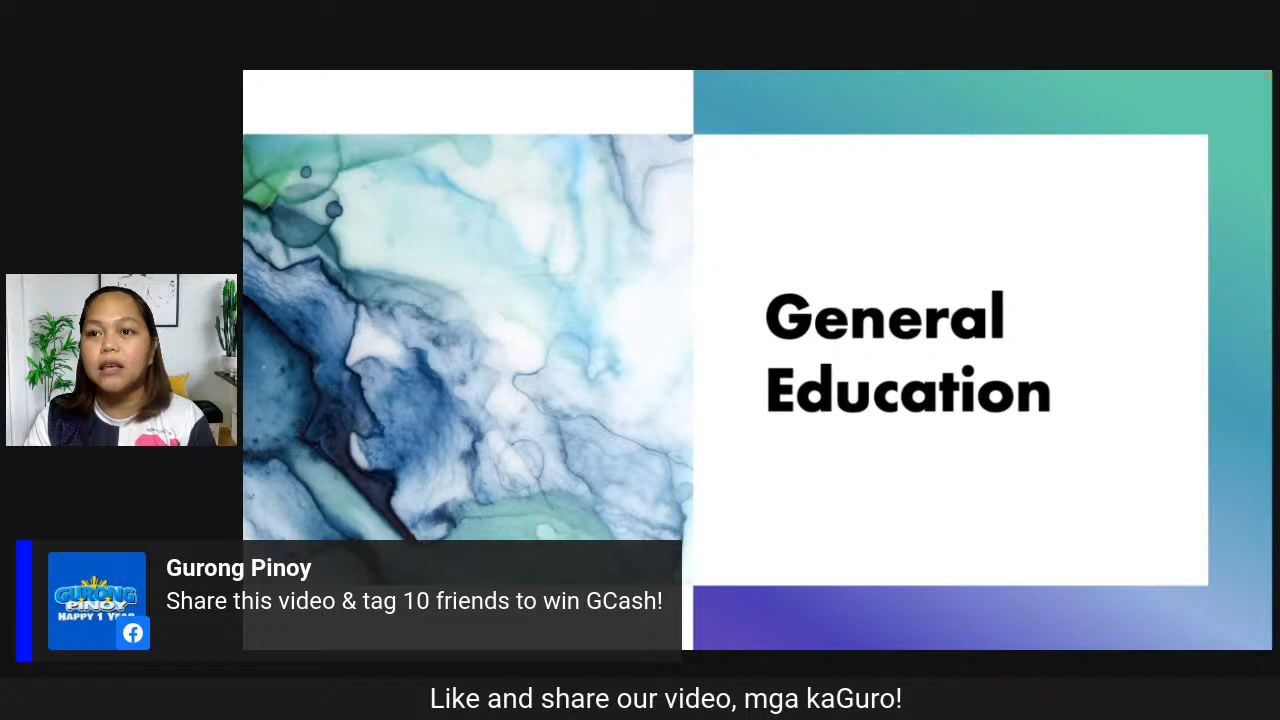 General
Education
Gurong Pinoy
Share this video & tag 10 friends to win GCash!
GURONG
PINOY
HAPPY 1 YEAR
Like and share our video, mga kaGuro!